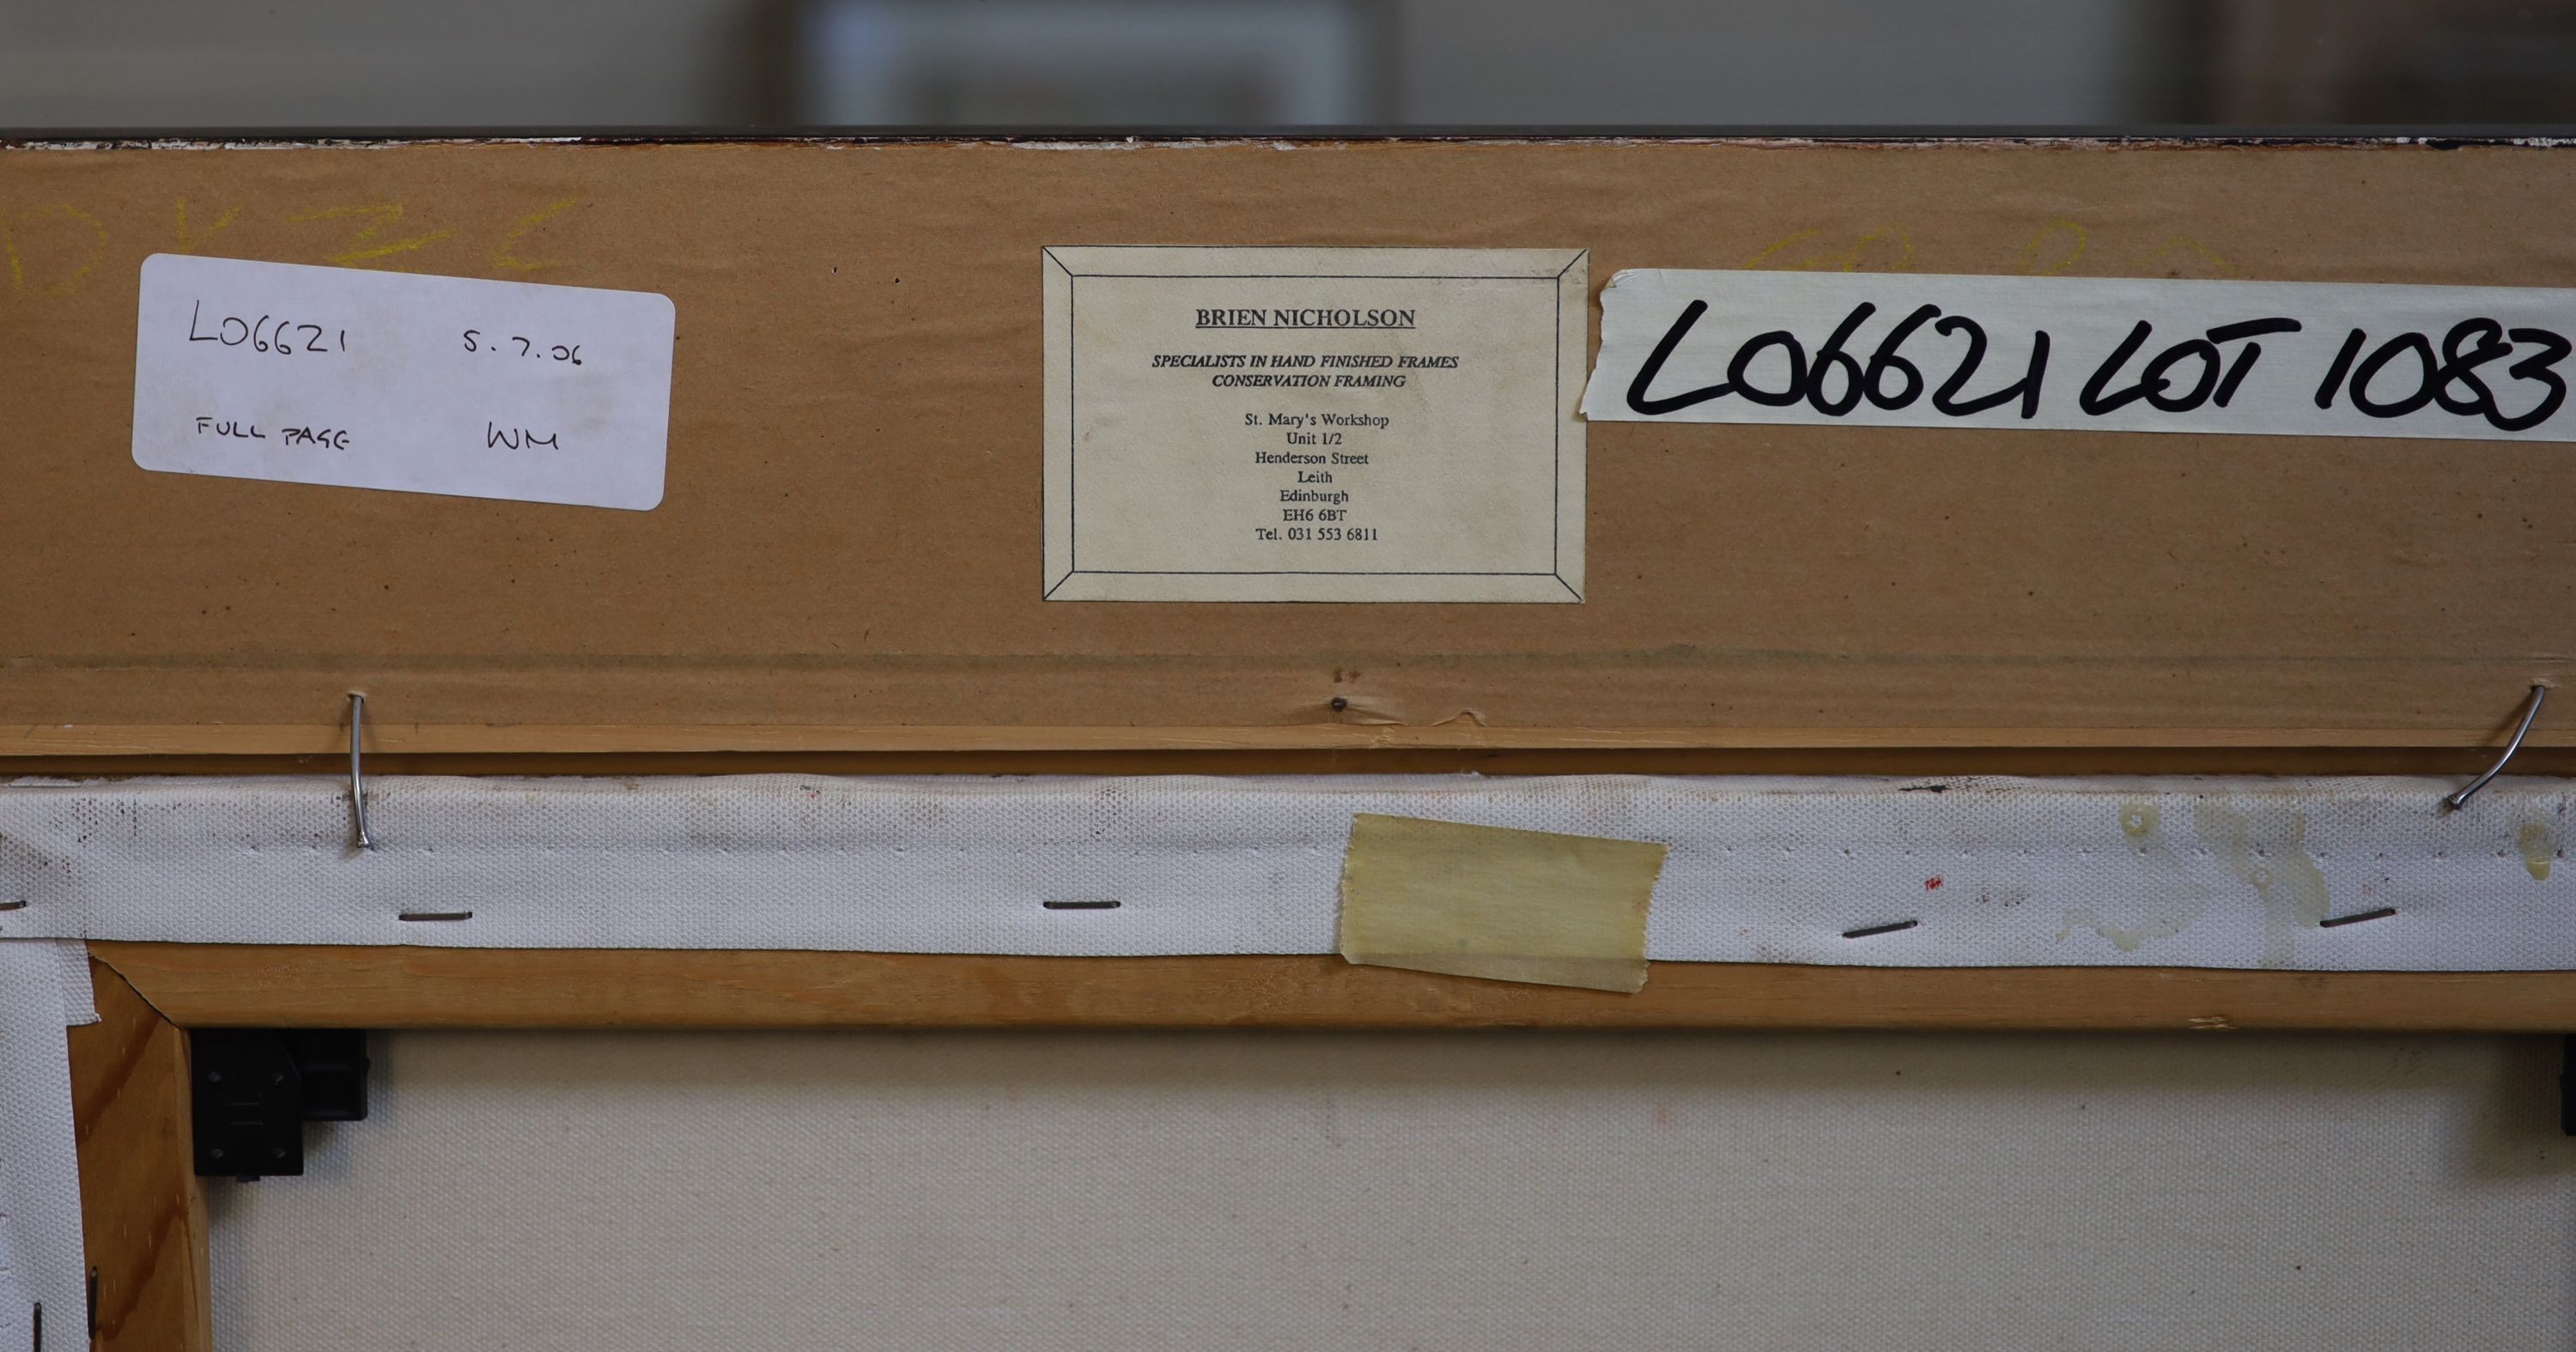 L06621 5.7.06
FULL PAGE WM
BRIEN NICHOLSON
SPECIALISTS IN HAND FINISHED FRAMES
CONSERVATION FRAMING
St. Mary's Workshop
Unit 1/2
Henderson Street
Leith
Edinburgh
EH6 6BT
Tel. 031 553 6811
L06621 LOT 1083